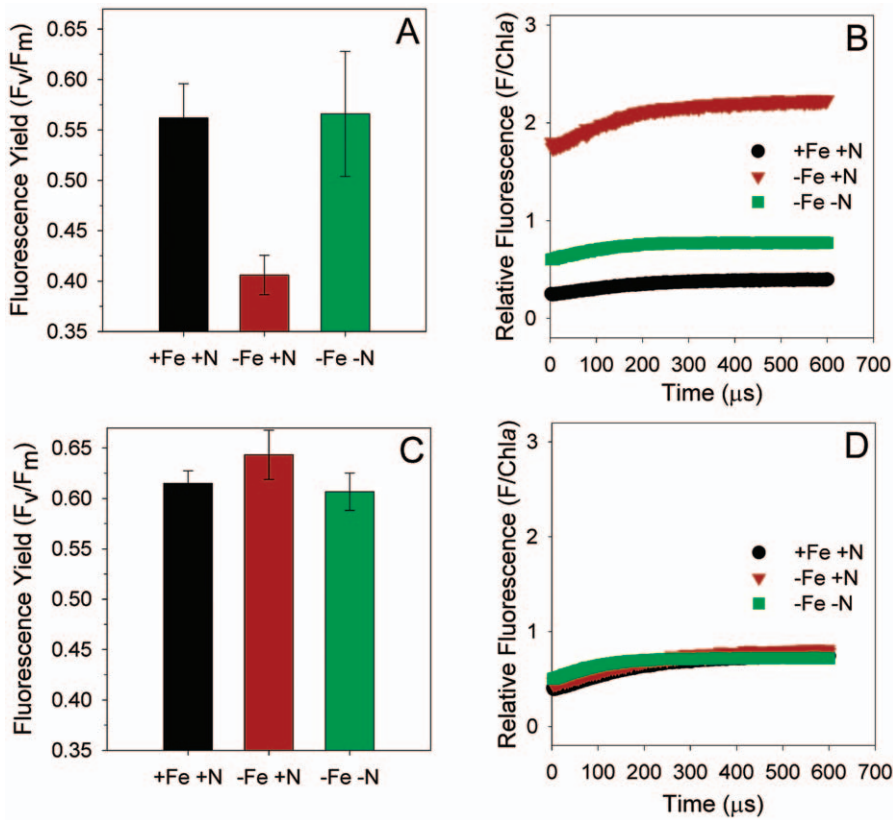 A
Fluorescence Yield (Fv/Fm)
0.65
0.60
0.55
0.50
0.45
0.40
0.35
+Fe +N -Fe +N -Fe -N
B
Relative Fluorescence (F/Chla)
3
2
1
0
+Fe +N
-Fe +N
-Fe -N
0 100 200 300 400 500 600 700
Time (μs)
C
Fluorescence Yield (Fv/Fm)
0.65
0.60
0.55
0.50
0.45
0.40
0.35
+Fe +N -Fe +N -Fe -N
D
Relative Fluorescence (F/Chla)
3
2
1
0
+Fe +N
-Fe +N
-Fe -N
0 100 200 300 400 500 600 700
Time (μs)